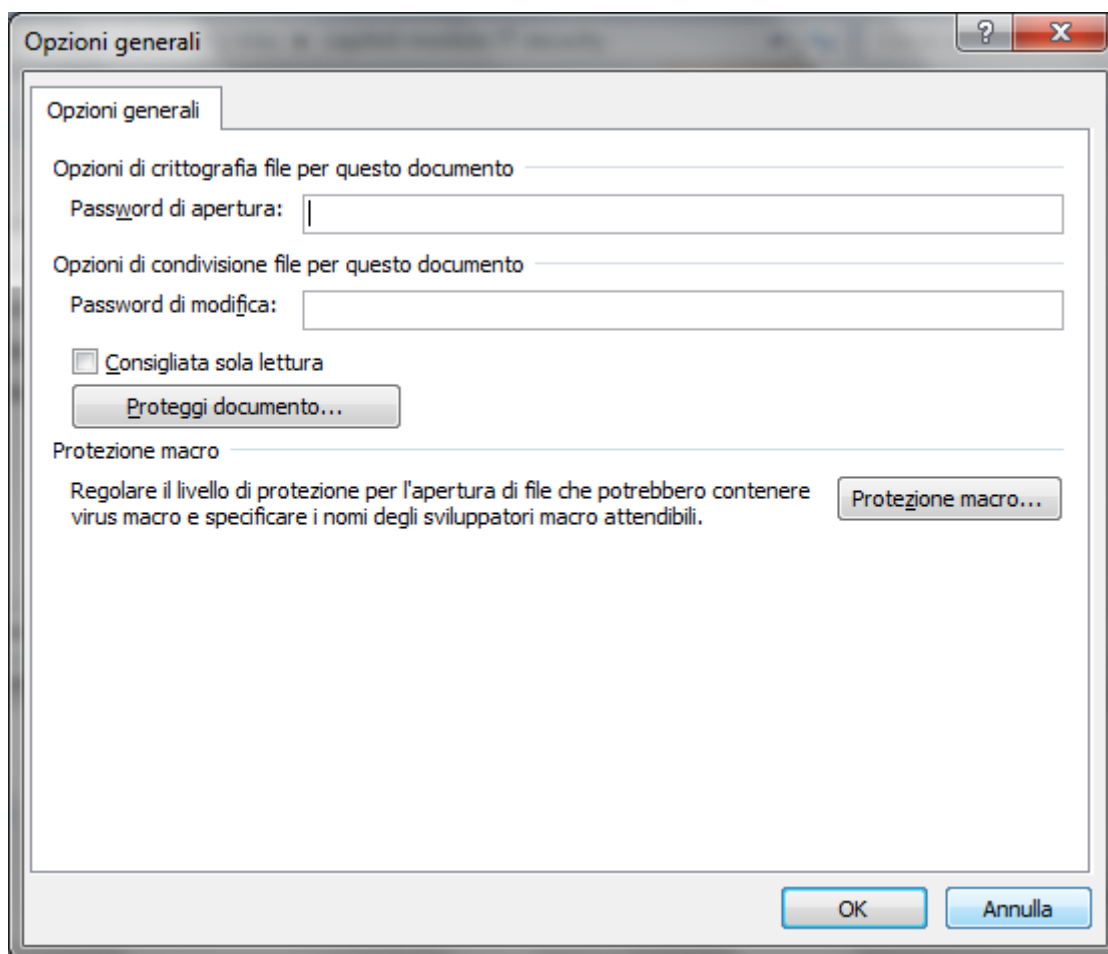 Opzioni generali
Opzioni generali
Opzioni di crittografia file per questo documento
Password di apertura:
Opzioni di condivisione file per questo documento
Password di modifica:
Consigliata sola lettura
Proteggi documento...
Protezione macro
Regolare il livello di protezione per l'apertura di file che potrebbero contenere
virus macro e specificare i nomi degli sviluppatori macro attendibili.
Protezione macro...
OK
Annulla